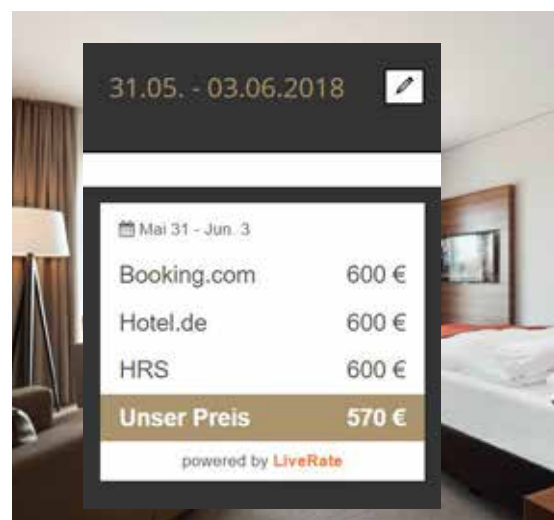 31.05. - 03.06.2018
Mai 31 - Jun. 3
Booking.com 600 €
Hotel.de 600 €
HRS 600 €
Unser Preis 570 €
powered by LiveRate